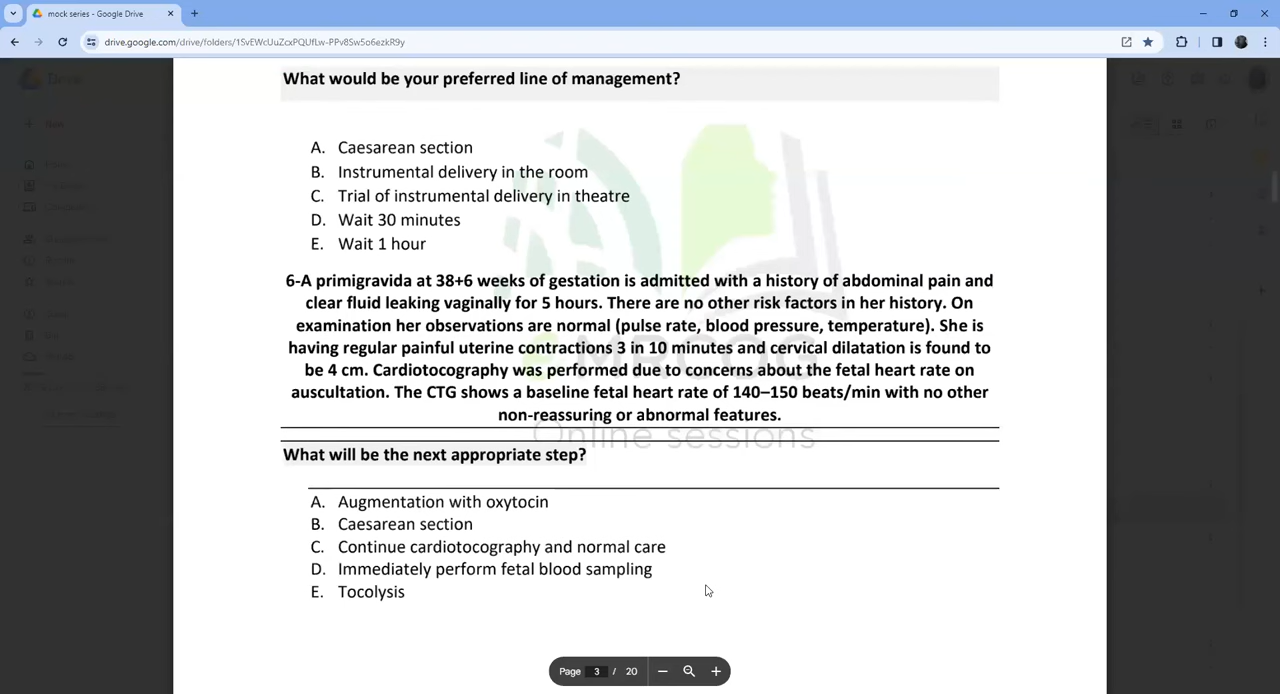 mock series - Google Drive
drive.google.com/drive/folders/1SvEWcUuZcxPQUfLw-PPv8Sw5o6ezkR9y
Drive
New
What would be your preferred line of management?
A. Caesarean section
B. Instrumental delivery in the room
C. Trial of instrumental delivery in theatre
D. Wait 30 minutes
E. Wait 1 hour
6-A primigravida at 38+6 weeks of gestation is admitted with a history of abdominal pain and
clear fluid leaking vaginally for 5 hours. There are no other risk factors in her history. On
examination her observations are normal (pulse rate, blood pressure, temperature). She is
having regular painful uterine contractions 3 in 10 minutes and cervical dilatation is found to
be 4 cm. Cardiotocography was performed due to concerns about the fetal heart rate on
auscultation. The CTG shows a baseline fetal heart rate of 140–150 beats/min with no other
non-reassuring or abnormal features.
MRCOG
Online sessions
What will be the next appropriate step?
A. Augmentation with oxytocin
B. Caesarean section
C. Continue cardiotocography and normal care
D. Immediately perform fetal blood sampling
E. Tocolysis
Page 3 / 20